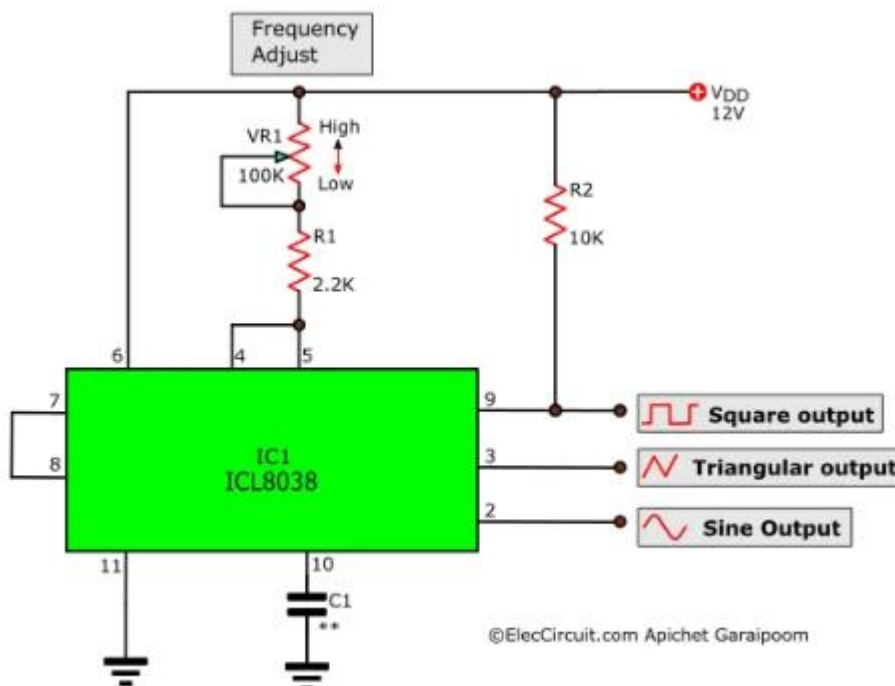 Frequency
Adjust
VDD
12V
VR1
High
100K
Low
R2
10K
R1
2.2K
6
4
5
7
8
9
3
2
IC1
ICL8038
Square output
Triangular output
Sine Output
11
10
C1
**
©ElecCircuit.com Apichet Garaipoom